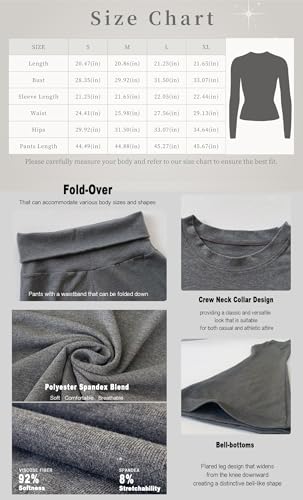 Size Chart
SIZE S M L XL
Length 20.47(in) 20.86(in) 21.25(in) 21.65(in)
Bust 28.35(in) 29.92(in) 31.50(in) 33.07(in)
Sleeve Length 21.25(in) 21.65(in) 22.05(in) 22.44(in)
Waist 24.41(in) 25.98(in) 27.56(in) 29.13(in)
Hips 29.92(in) 31.50(in) 33.07(in) 34.64(in)
Pants Length 44.49(in) 44.88(in) 45.27(in) 45.67(in)
Please carefully measure your body and refer to our size chart to ensure the best fit.
Fold-Over
That can accommodate various body sizes and shapes
Pants with a waistband that can be folded down
Crew Neck Collar Design
providing a classic and versatile
look that is suitable
for both casual and athletic attire
Polyester Spandex Blend
Soft Comfortable Breathable
VISCOSE FIBER SPANDEX
92% 8%
Softness Stretchability
Bell-bottoms
Flared leg design that widens
from the knee downward.
creating a distinctive bell-like shape